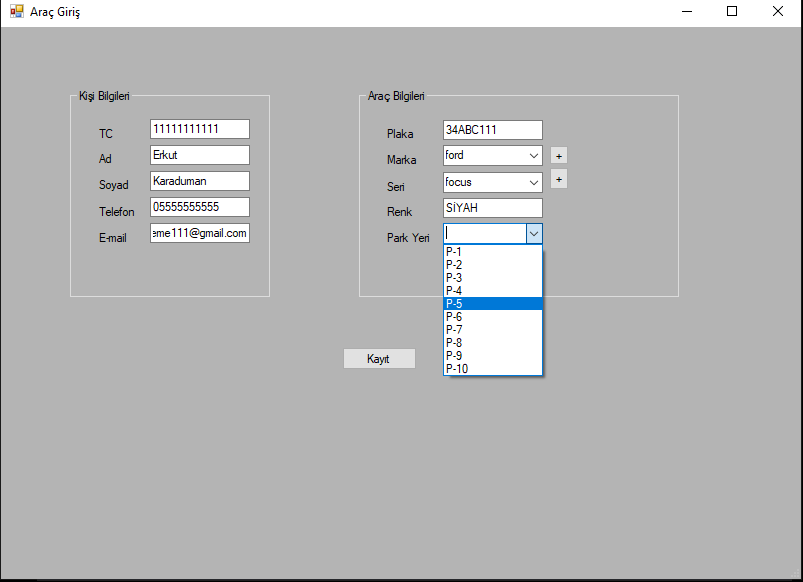 Araç Giriş
Kişi Bilgileri
TC 11111111111
Ad Erkut
Soyad Karaduman
Telefon 05555555555
E-mail eme111@gmail.com
Araç Bilgileri
Plaka 34ABC111
Marka ford +
Seri focus +
Renk SİYAH
Park Yeri
P-1
P-2
P-3
P-4
P-5
P-6
P-7
P-8
P-9
P-10
Kayıt